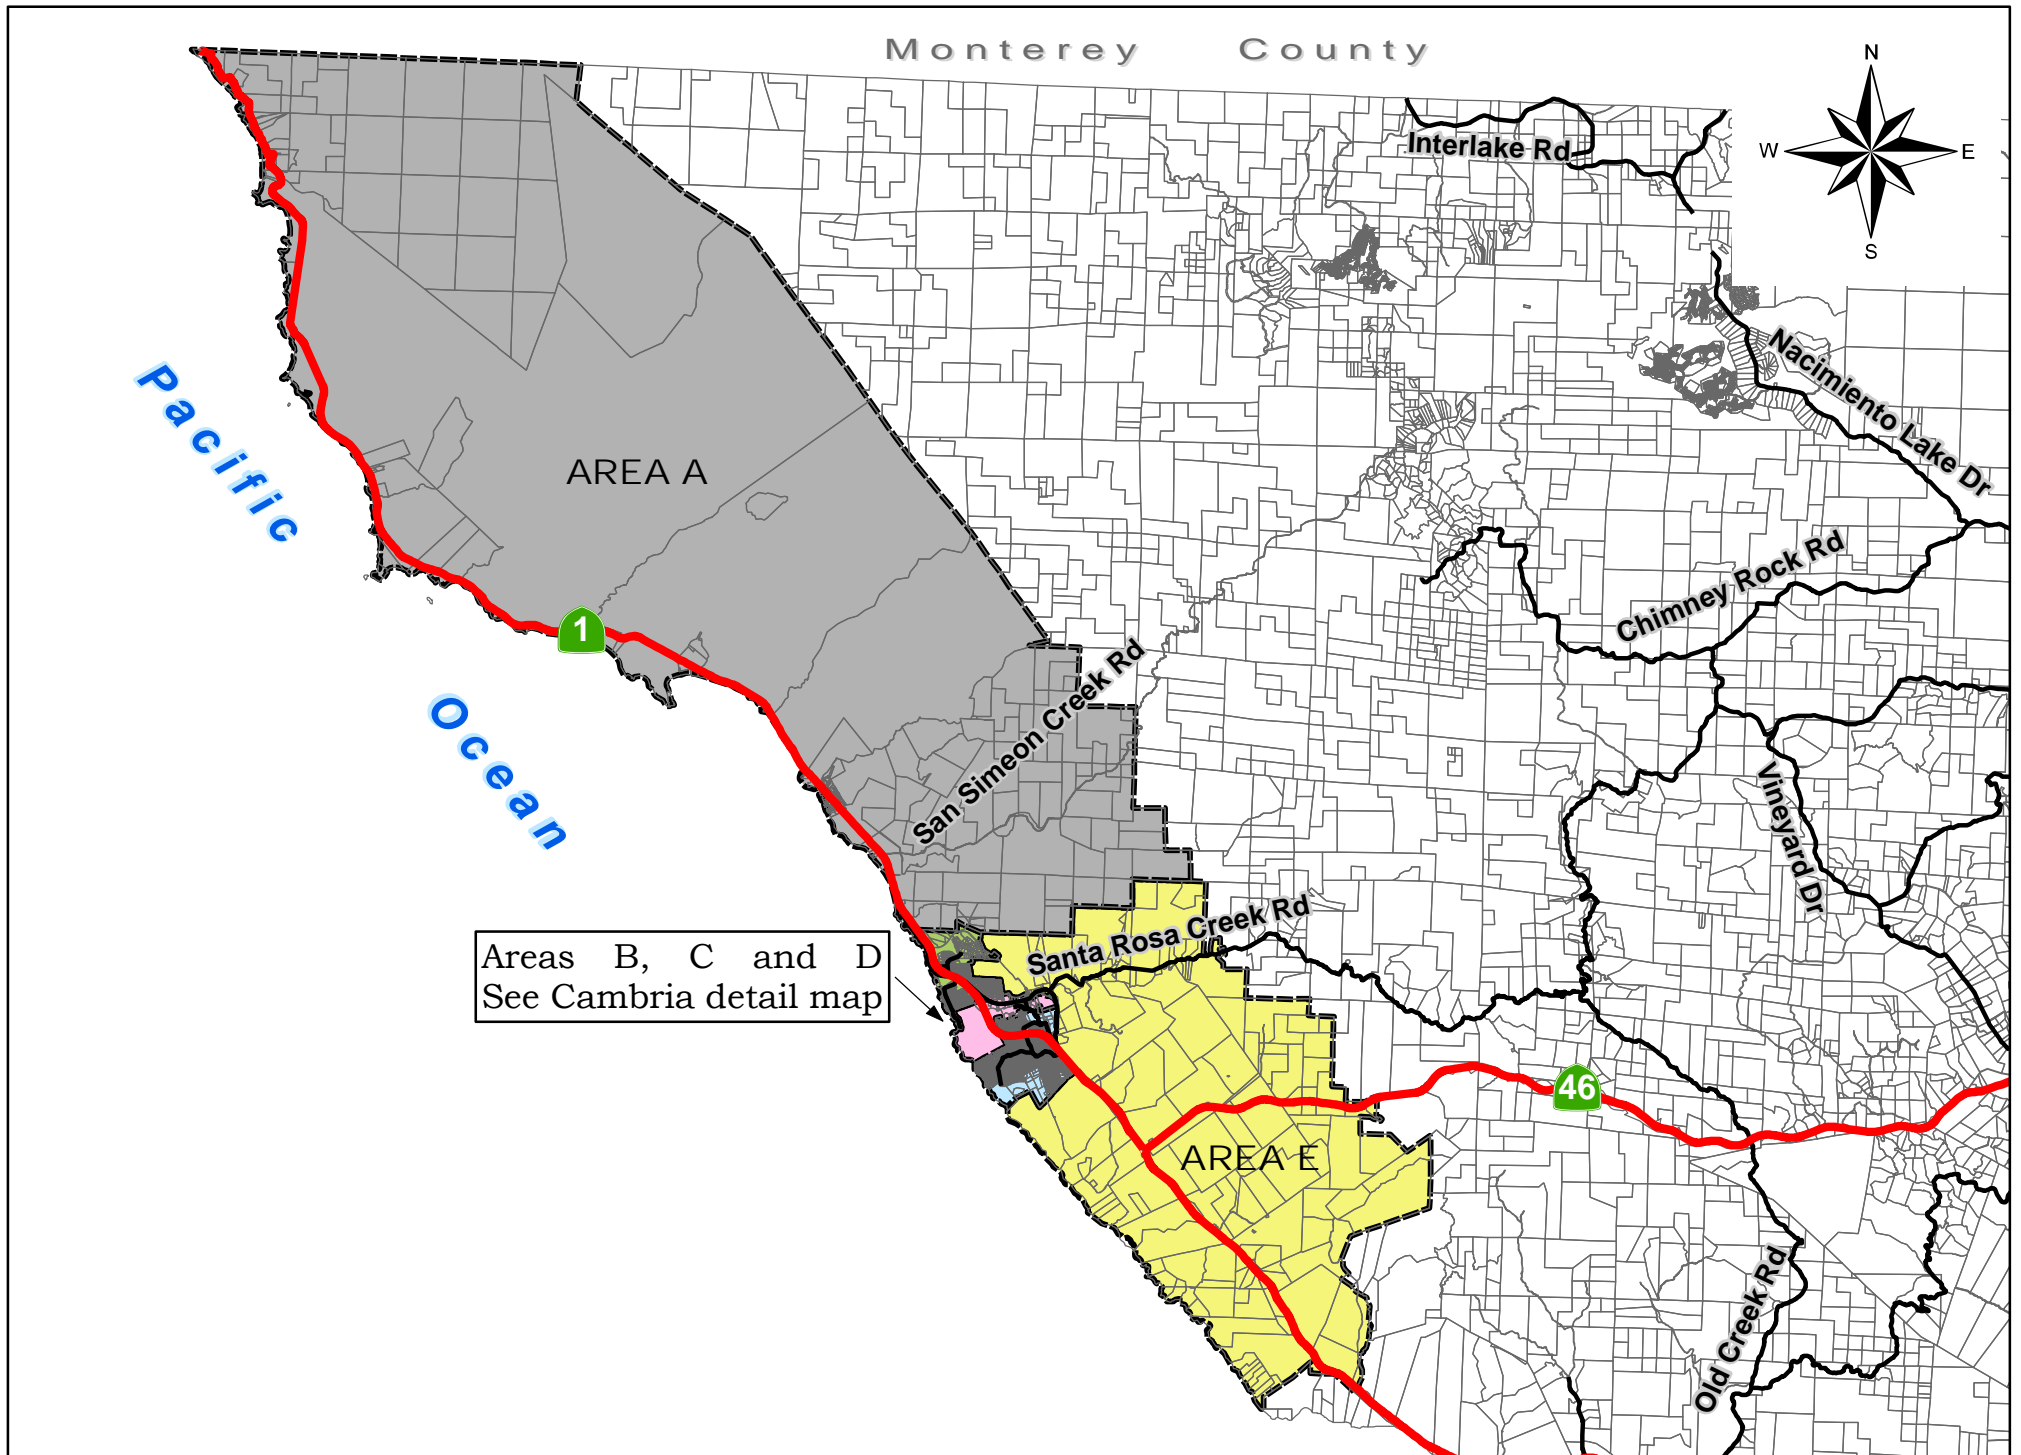 Monterey County
N
W E
S
Interlake Rd
Nacimiento Lake Dr
Pacific
Ocean
AREA A
Chimney Rock Rd
1
San Simeon Creek Rd
Vineyard Dr
Santa Rosa Creek Rd
Areas B, C and D
See Cambria detail map
46
AREA E
Old Creek Rd